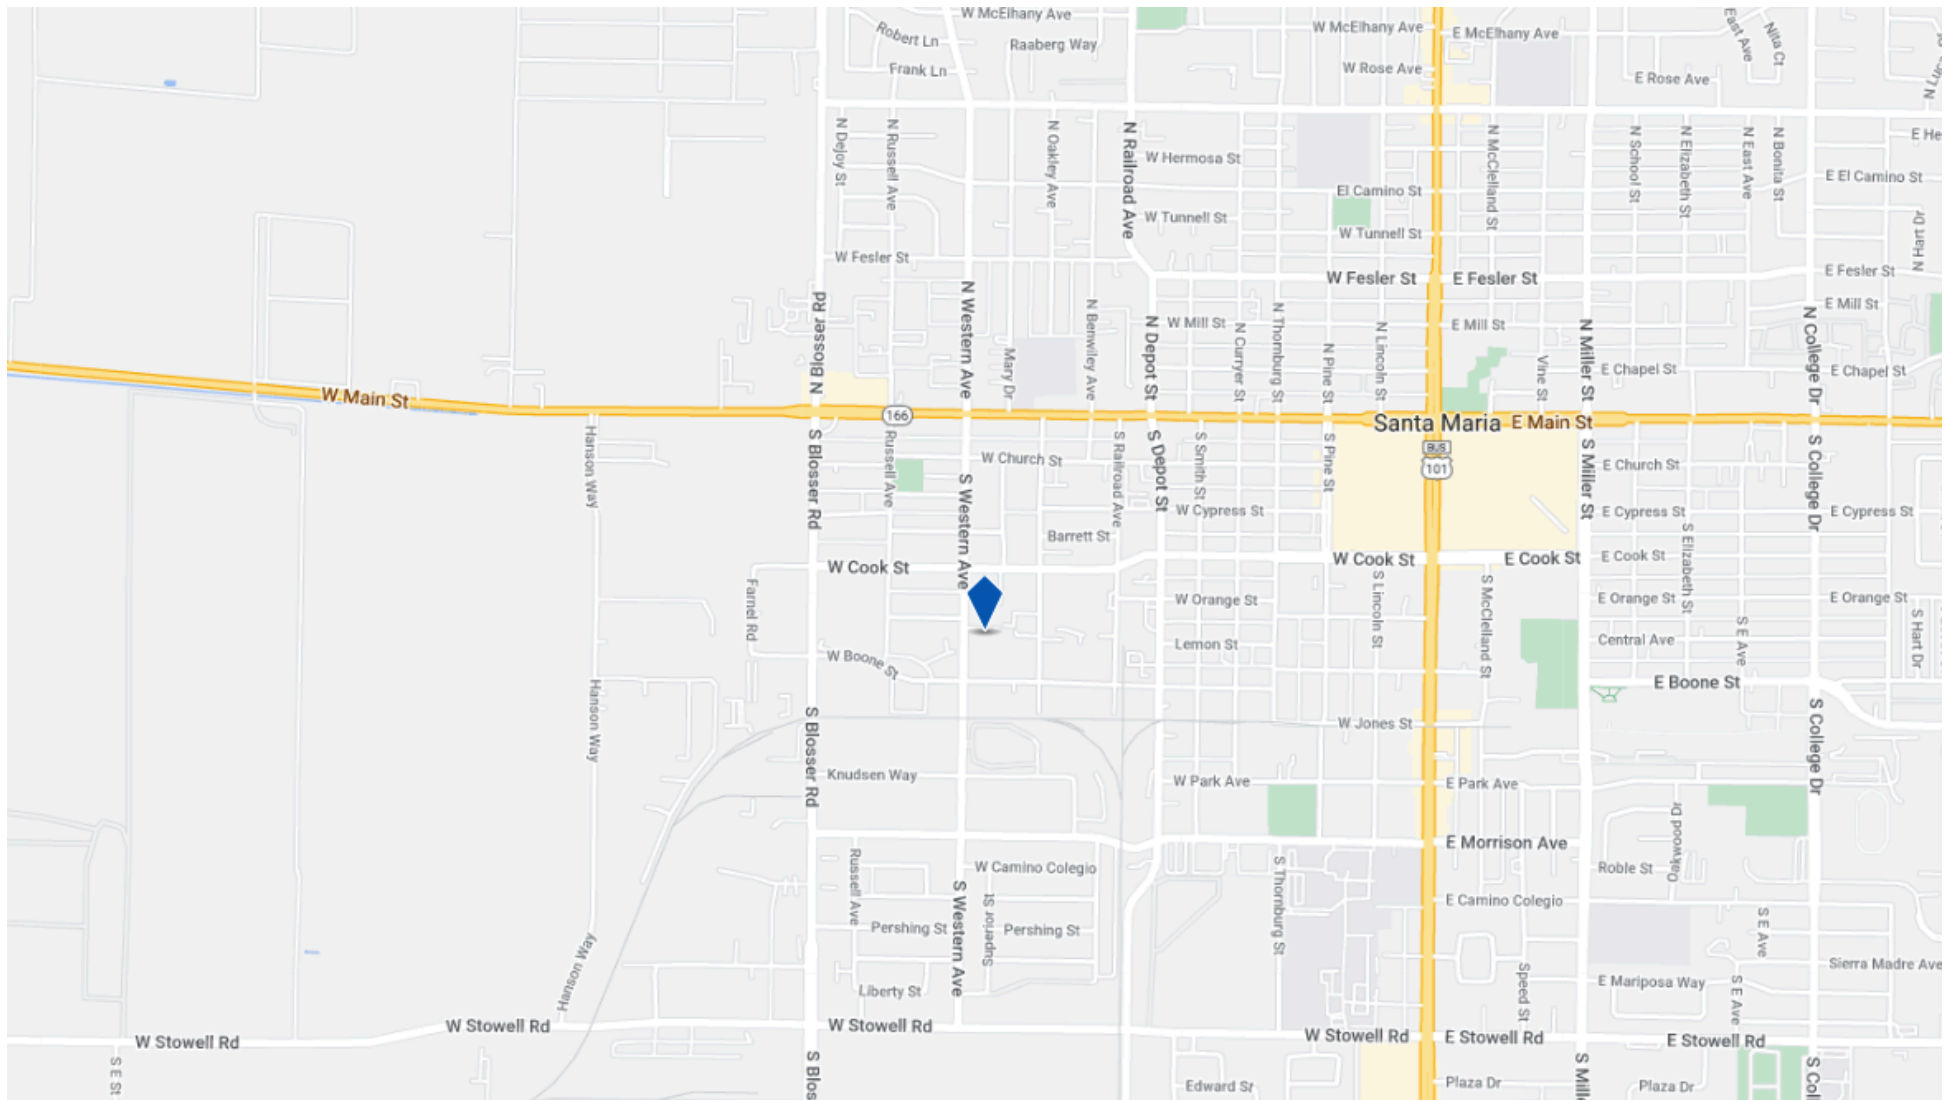 W McElhany Ave
Robert Ln
Raaberg Way
W McElhany Ave
E McElhany Ave
East Ave
Nita Ct
Frank Ln
W Rose Ave
E Rose Ave
N Dejoy St
N Russell Ave
N Oakley Ave
N Railroad Ave
W Hermosa St
N McClelland St
N School St
N Elizabeth St
N East Ave
N Bonita St
E He
El Camino St
E El Camino St
W Tunnell St
W Tunnell St
N Hart Dr
W Fesler St
W Fesler St
E Fesler St
E Fesler St
N Blosser Rd
N Western Ave
N Benwiley Ave
N Depot St
W Mill St
N Curryer St
N Thornburg St
N Pine St
N Lincoln St
E Mill St
E Mill St
N Miller St
N College Dr
Mary Dr
Vine St
E Chapel St
E Chapel St
W Main St
166
Santa Maria
E Main St
BUS
101
Hanson Way
S Blosser Rd
Russell Ave
W Church St
S Western Ave
S Railroad Ave
S Depot St
S Smith St
S Pine St
S Miller St
E Church St
S College Dr
W Cypress St
E Cypress St
E Cypress St
Barrett St
S Elizabeth St
W Cook St
W Cook St
E Cook St
E Cook St
Farnel Rd
W Orange St
S Lincoln St
S McClelland St
E Orange St
E Orange St
S Hart Dr
Lemon St
Central Ave
S E Ave
W Boone St
E Boone St
Hanson Way
S Blosser Rd
W Jones St
S College Dr
Knudsen Way
W Park Ave
E Park Ave
Oakwood Dr
E Morrison Ave
Russell Ave
W Camino Colegio
S Thornburg St
Roble St
S Western Ave
Superior St
E Camino Colegio
Pershing St
Pershing St
S E Ave
Hanson Way
Sierra Madre Ave
Liberty St
Speed St
E Mariposa Way
S E Ave
W Stowell Rd
W Stowell Rd
W Stowell Rd
W Stowell Rd
E Stowell Rd
E Stowell Rd
S E St
S Blos
S Mille
S Coll
Edward Sr
Plaza Dr
Plaza Dr